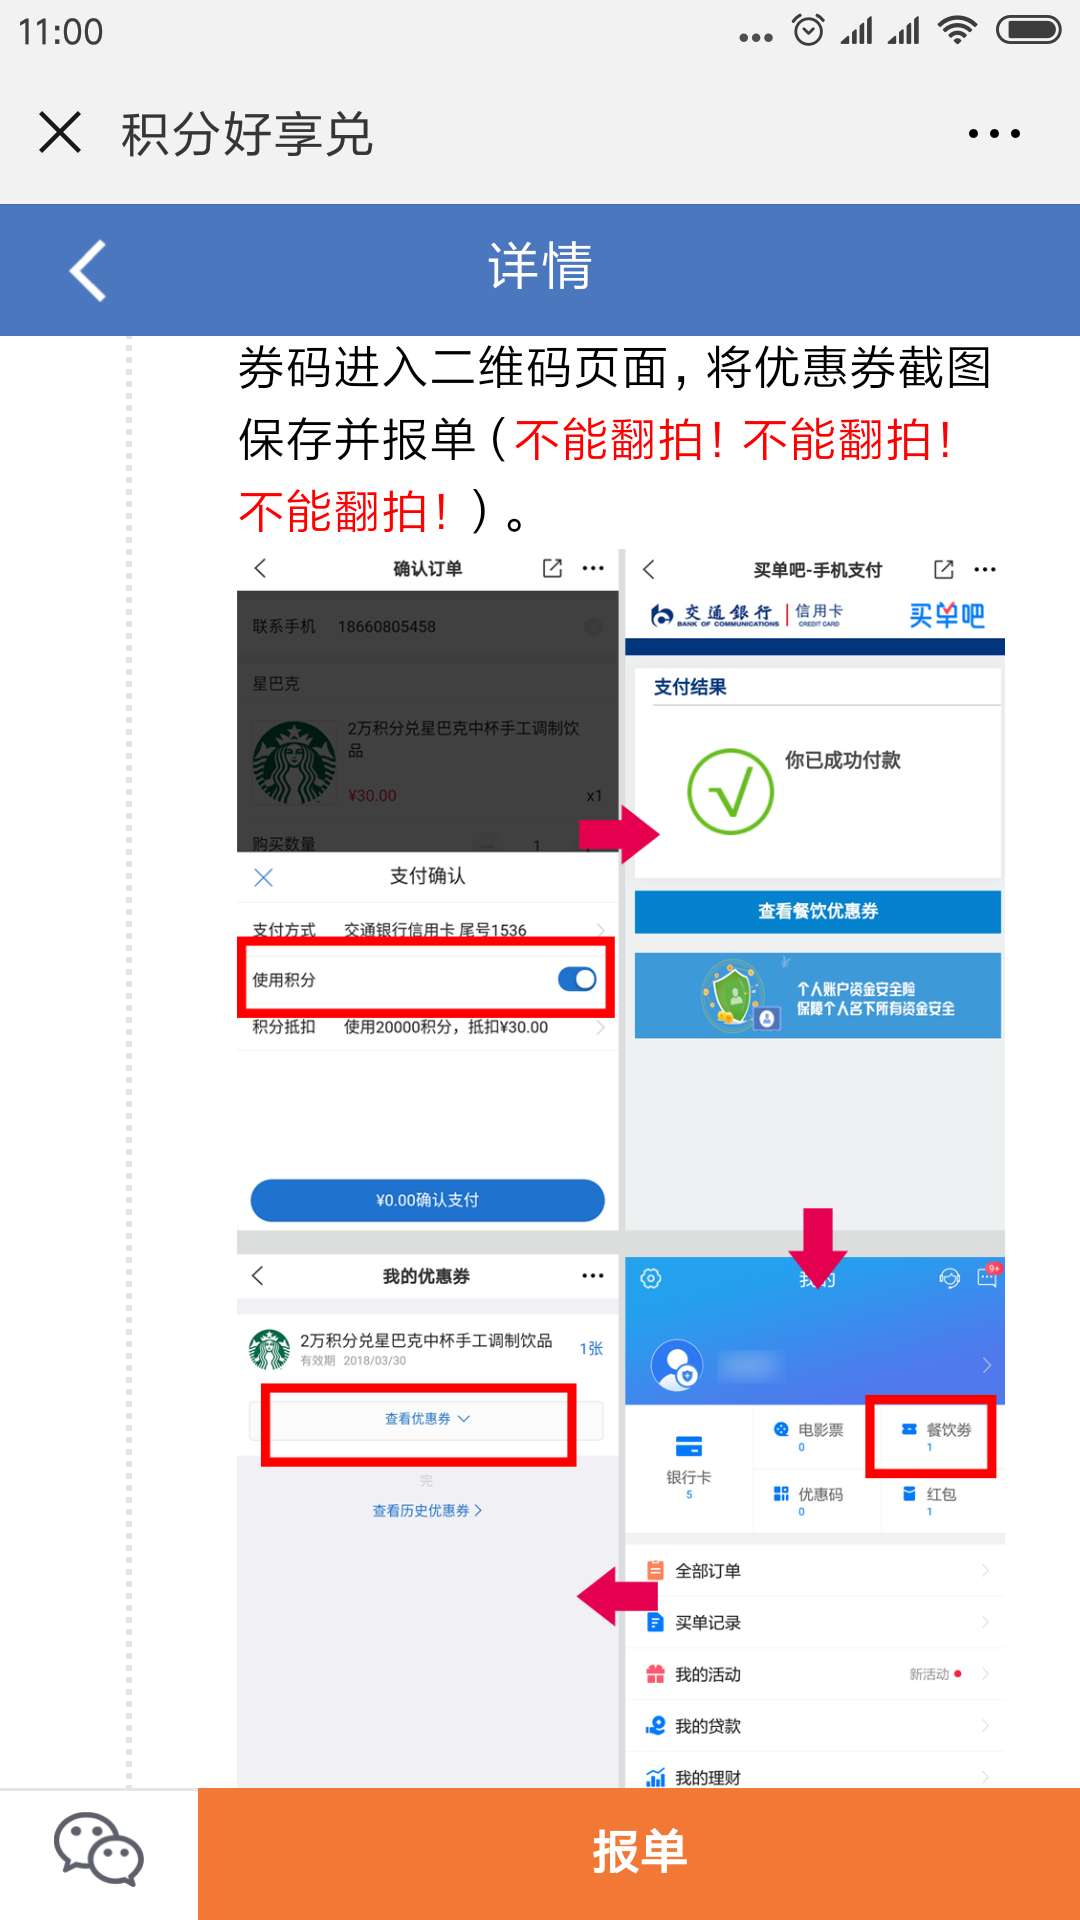 11:00
积分好享兑
详情
券码进入二维码页面，将优惠券截图
保存并报单（不能翻拍！不能翻拍！
不能翻拍！）。
确认订单
联系手机 18660805458
星巴克
2万积分兑星巴克中杯手工调制饮
品
¥30.00 x1
购买数量 1
支付确认
支付方式 交通银行信用卡 尾号1536
使用积分
积分抵扣 使用20000积分，抵扣¥30.00
¥0.00确认支付
买单吧-手机支付
交通銀行 信用卡 买单吧
BANK OF COMMUNICATIONS CREDIT CARD
支付结果
你已成功付款
查看餐饮优惠券
个人账户资金安全险
保障个人名下所有资金安全
我的 9+
银行卡
5
电影票
0
餐饮券
1
优惠码
0
红包
1
全部订单
买单记录
我的活动 新活动
我的贷款
我的理财
我的优惠券
2万积分兑星巴克中杯手工调制饮品 1张
有效期 2018/03/30
查看优惠券
完
查看历史优惠券
报单